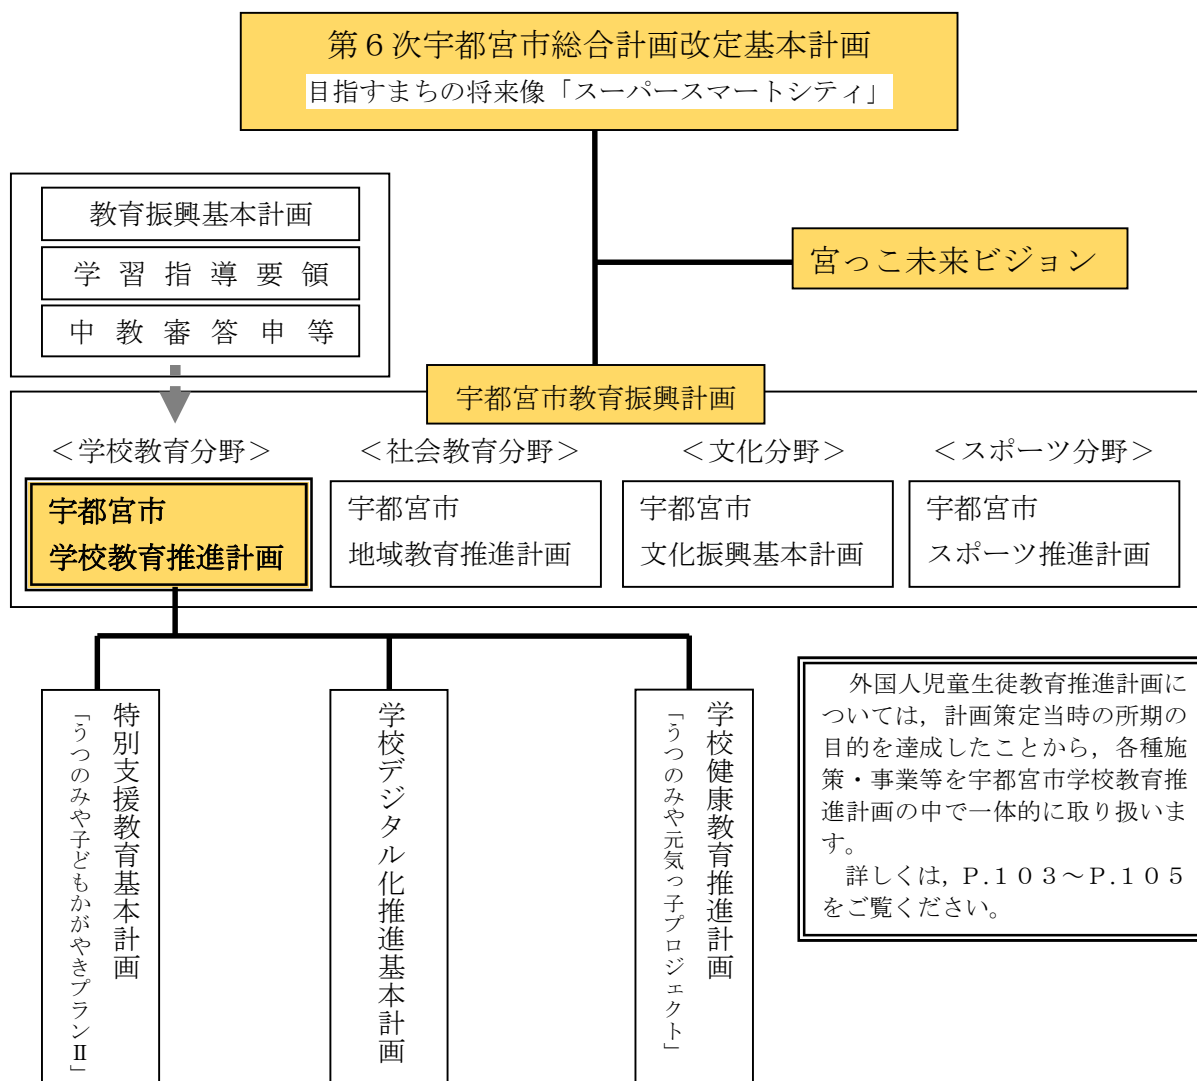 第6次宇都宮市総合計画改定基本計画
目指すまちの将来像「スーパースマートシティ」
教育振興基本計画
学習指導要領
中教審答申等
宮っこ未来ビジョン
宇都宮市教育振興計画
＜学校教育分野＞
宇都宮市
学校教育推進計画
＜社会教育分野＞
宇都宮市
地域教育推進計画
＜文化分野＞
宇都宮市
文化振興基本計画
＜スポーツ分野＞
宇都宮市
スポーツ推進計画
特別支援教育基本計画
「うつのみや子どもかがやきプランⅡ」
学校デジタル化推進基本計画
学校健康教育推進計画
「うつのみや元気っ子プロジェクト」
外国人児童生徒教育推進計画に
ついては，計画策定当時の所期の
目的を達成したことから，各種施
策・事業等を宇都宮市学校教育推
進計画の中で一体的に取り扱いま
す。
詳しくは，Ｐ.１０３～Ｐ.１０５
をご覧ください。